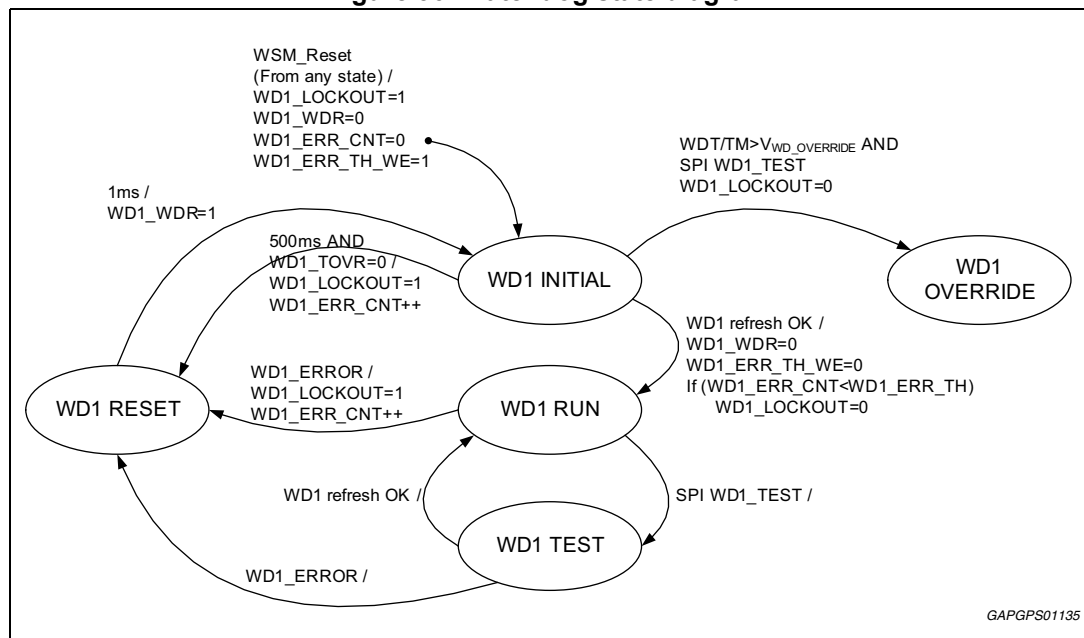 WSM_Reset
(From any state) /
WD1_LOCKOUT=1
WD1_WDR=0
WD1_ERR_CNT=0
WD1_ERR_TH_WE=1
WDT/TM>VWD_OVERRIDE AND
SPI WD1_TEST
WD1_LOCKOUT=0
1ms /
WD1_WDR=1
500ms AND
WD1_TOVR=0 /
WD1_LOCKOUT=1
WD1_ERR_CNT++
WD1 INITIAL
WD1
OVERRIDE
WD1 refresh OK /
WD1_WDR=0
WD1_ERR_TH_WE=0
If (WD1_ERR_CNT<WD1_ERR_TH)
WD1_LOCKOUT=0
WD1_ERROR /
WD1_LOCKOUT=1
WD1_ERR_CNT++
WD1 RESET
WD1 RUN
WD1 refresh OK /
SPI WD1_TEST /
WD1 TEST
WD1_ERROR /
GAPGPS01135